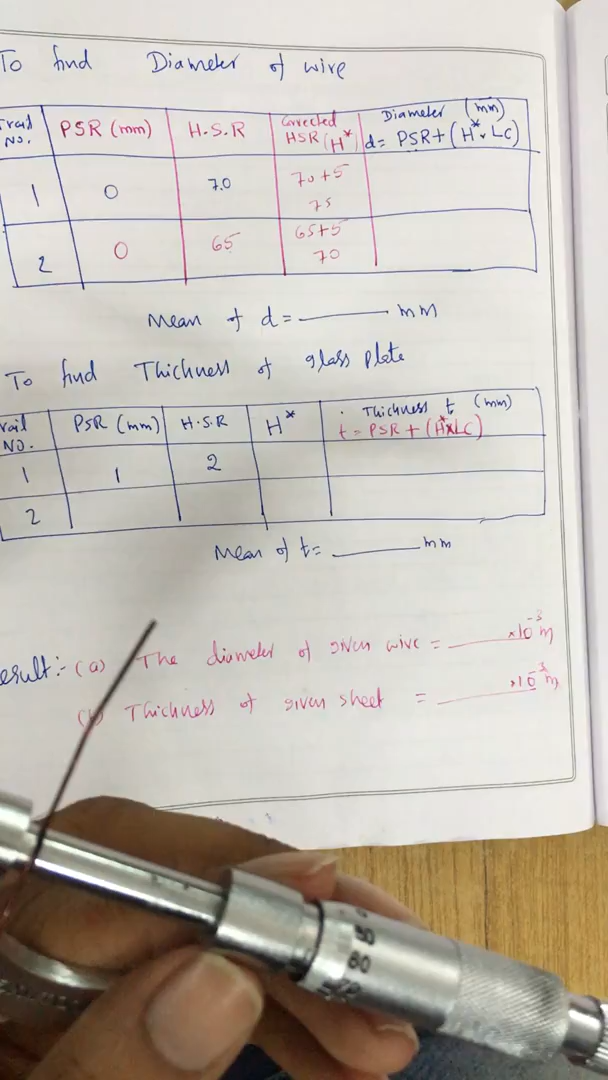 To find Diameter of wire
Trail No. PSR (mm) H.S.R Corrected HSR (H*) Diameter (mm) d = PSR + (H* × LC)
1 0 70 70+5 75
2 0 65 65+5 70
Mean of d = mm
To find Thickness of glass plate
Trail NO. PSR (mm) H.S.R H* Thickness t (mm) t = PSR + (H*×LC)
1 1 2
2
Mean of t = mm
esult:- (a) The diameter of given wire = ×10⁻³ m
(b) Thickness of given sheet = ×10⁻³ m
80